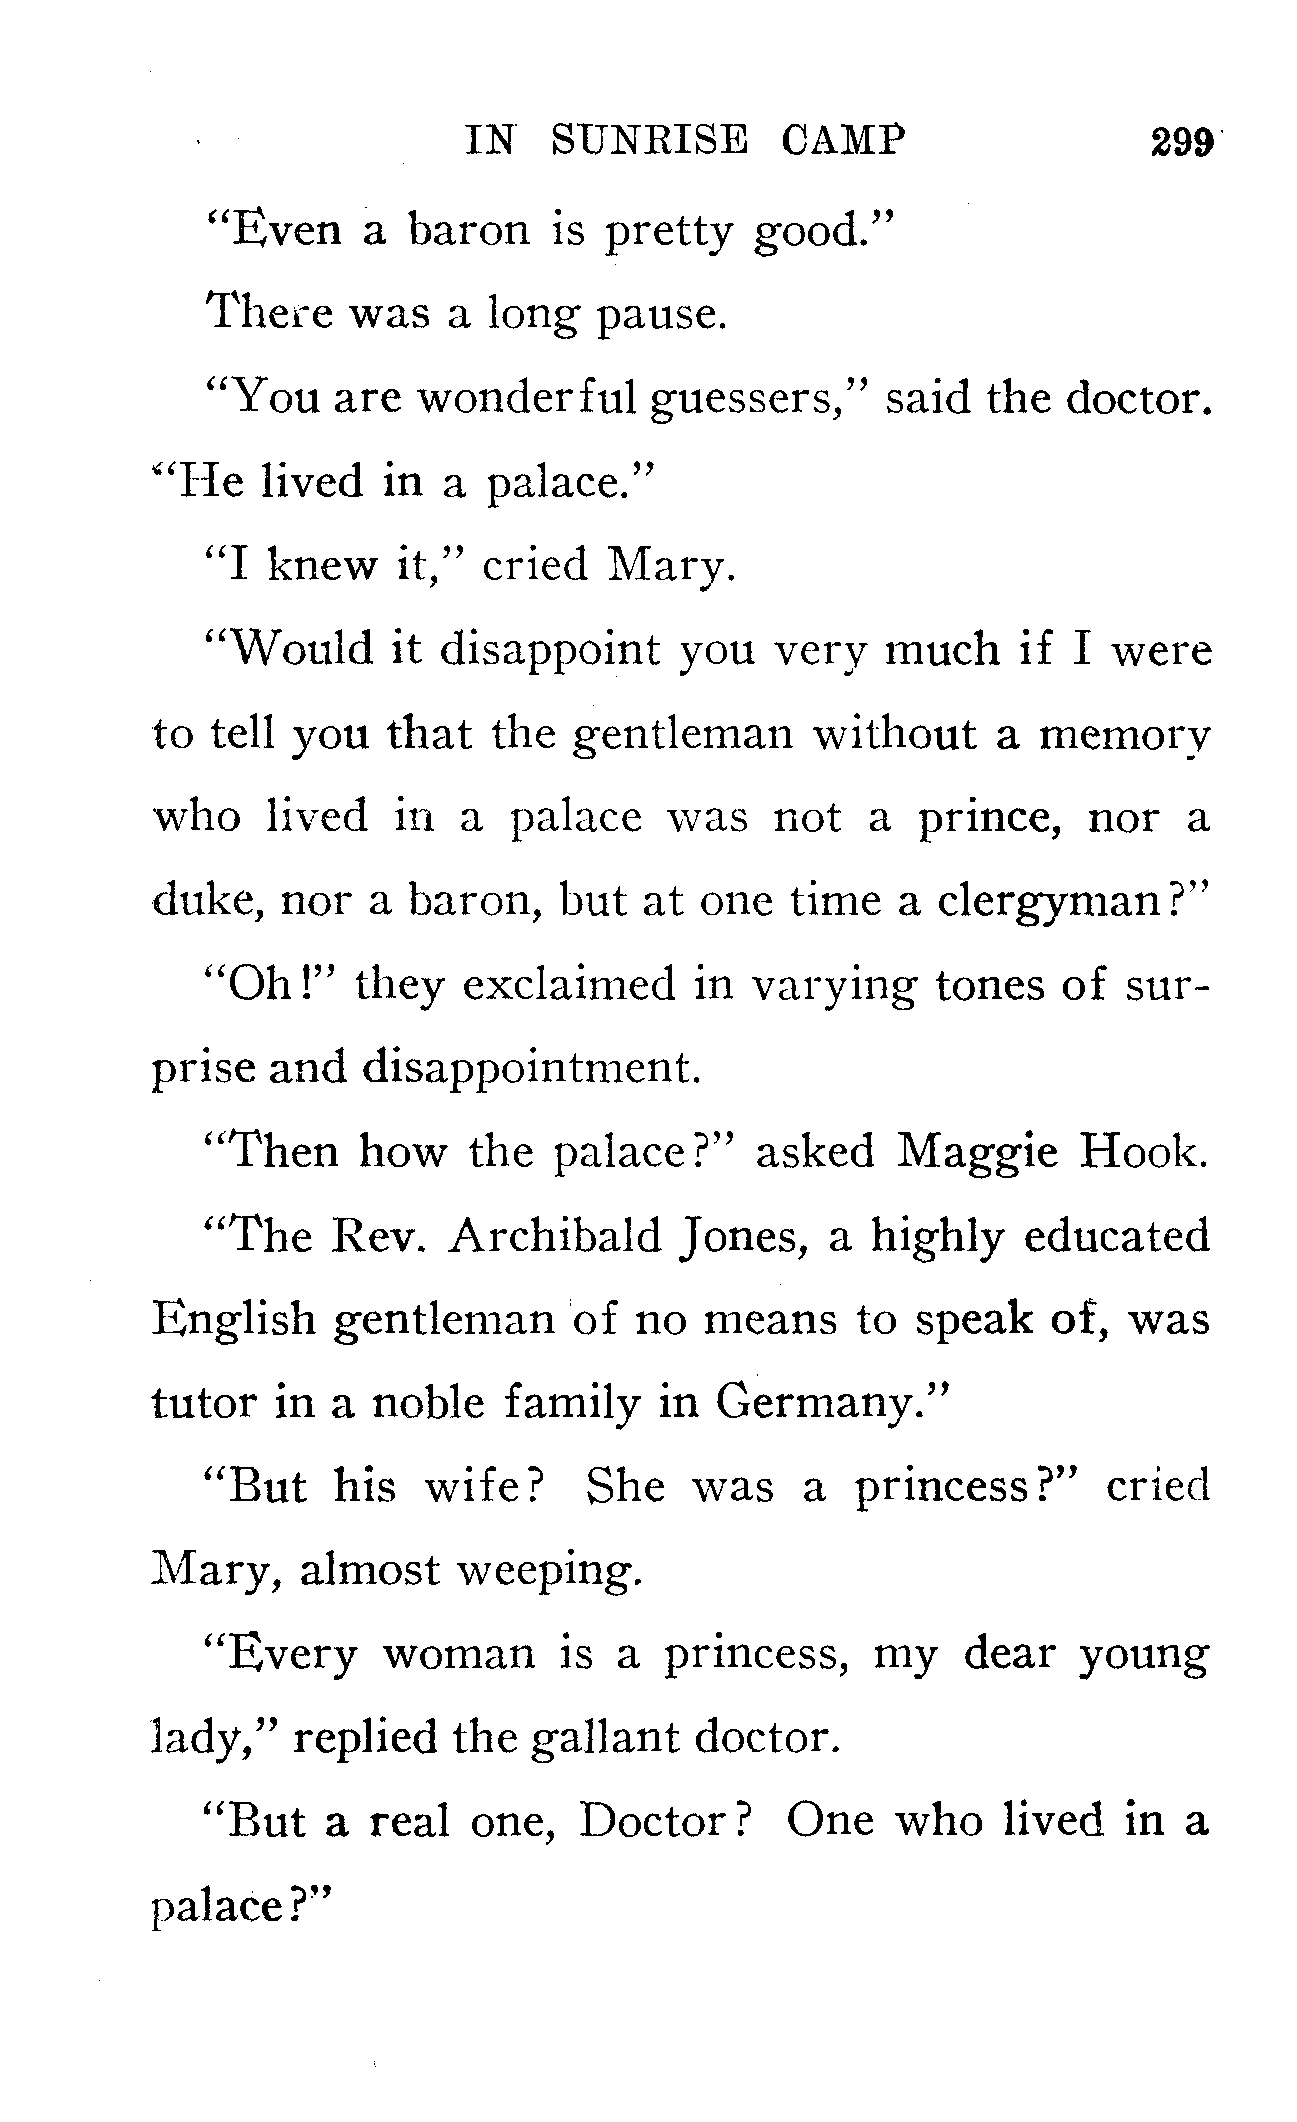 IN SUNRISE CAMP 299
“Even a baron is pretty good.”
There was a long pause.
“You are wonderful guessers,” said the doctor.
“He lived in a palace.”
“I knew it,” cried Mary.
“Would it disappoint you very much if I were
to tell you that the gentleman without a memory
who lived in a palace was not a prince, nor a
duke, nor a baron, but at one time a clergyman?”
“Oh!” they exclaimed in varying tones of sur-
prise and disappointment.
“Then how the palace?” asked Maggie Hook.
“The Rev. Archibald Jones, a highly educated
English gentleman of no means to speak of, was
tutor in a noble family in Germany.”
“But his wife? She was a princess?” cried
Mary, almost weeping.
“Every woman is a princess, my dear young
lady,” replied the gallant doctor.
“But a real one, Doctor? One who lived in a
palace?”